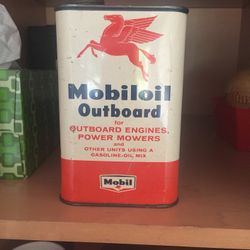 Mobiloil
Outboard
for
OUTBOARD ENGINES,
POWER MOWERS
and
OTHER UNITS USING A
GASOLINE-OIL MIX
Mobil